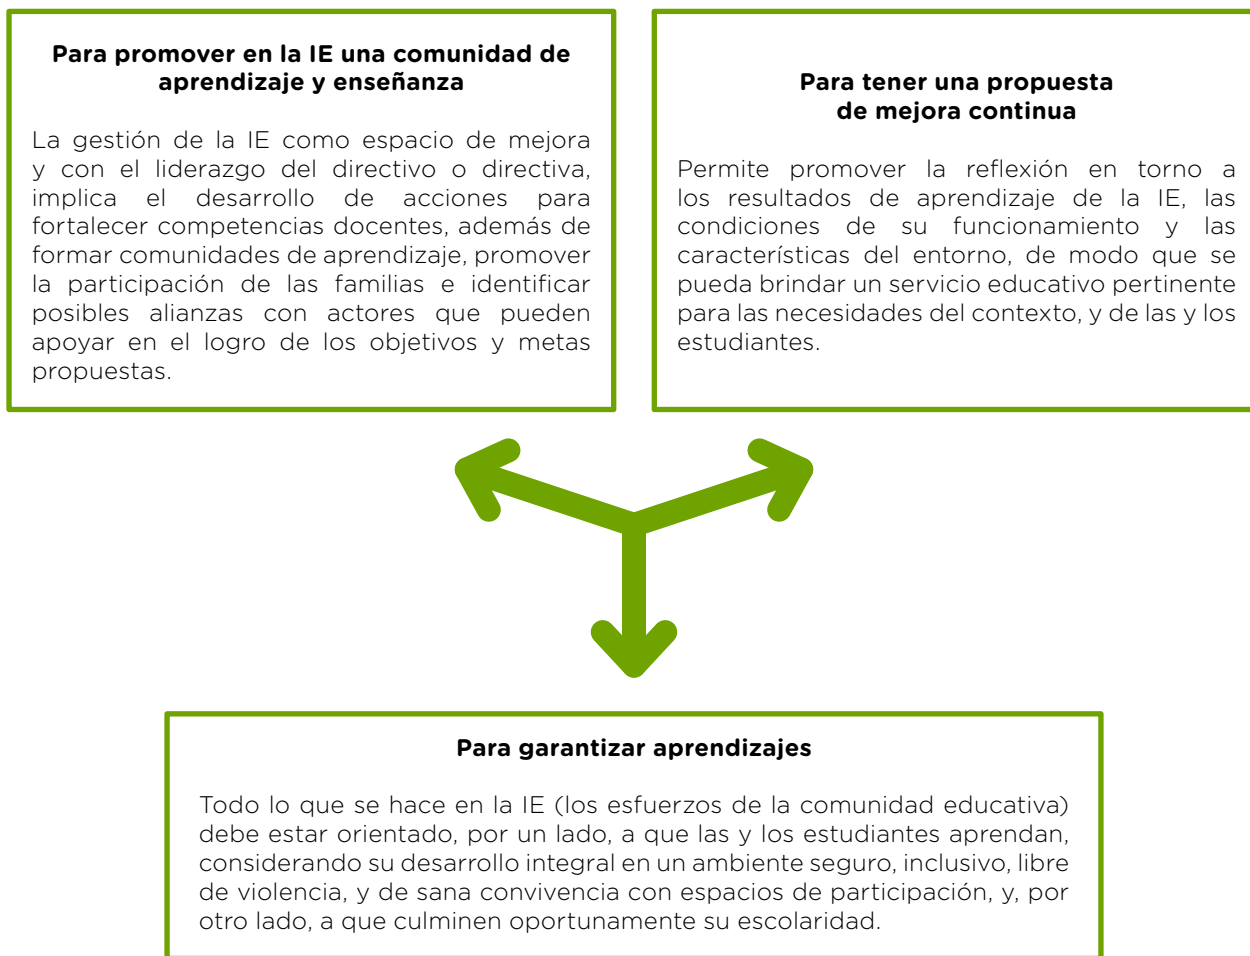 Para promover en la IE una comunidad de
aprendizaje y enseñanza
La gestión de la IE como espacio de mejora
y con el liderazgo del directivo o directiva,
implica el desarrollo de acciones para
fortalecer competencias docentes, además de
formar comunidades de aprendizaje, promover
la participación de las familias e identificar
posibles alianzas con actores que pueden
apoyar en el logro de los objetivos y metas
propuestas.
Para tener una propuesta
de mejora continua
Permite promover la reflexión en torno a
los resultados de aprendizaje de la IE, las
condiciones de su funcionamiento y las
características del entorno, de modo que se
pueda brindar un servicio educativo pertinente
para las necesidades del contexto, y de las y los
estudiantes.
Para garantizar aprendizajes
Todo lo que se hace en la IE (los esfuerzos de la comunidad educativa)
debe estar orientado, por un lado, a que las y los estudiantes aprendan,
considerando su desarrollo integral en un ambiente seguro, inclusivo, libre
de violencia, y de sana convivencia con espacios de participación, y, por
otro lado, a que culminen oportunamente su escolaridad.